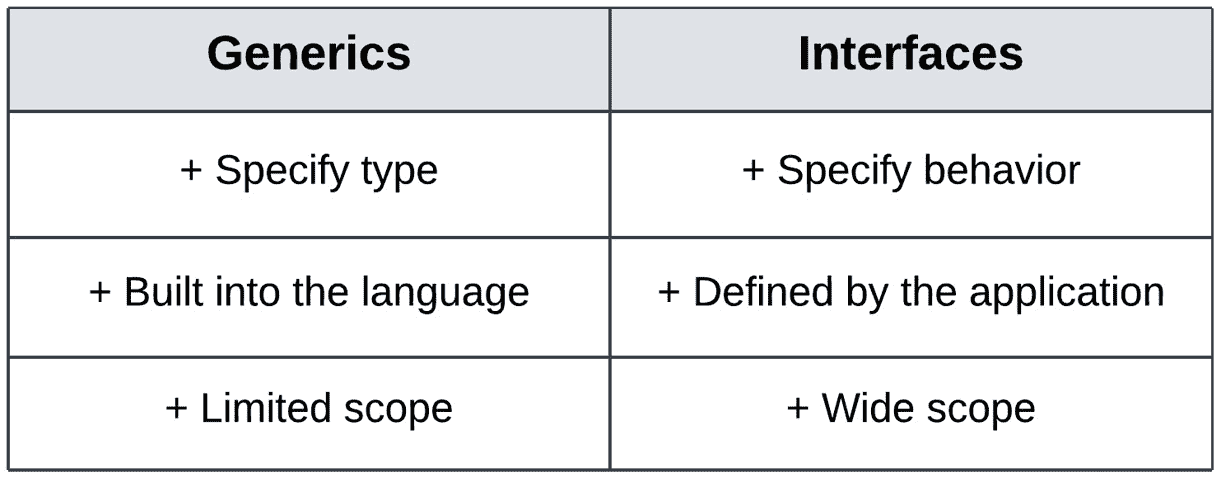 Generics
Interfaces
+ Specify type
+ Specify behavior
+ Built into the language
+ Defined by the application
+ Limited scope
+ Wide scope